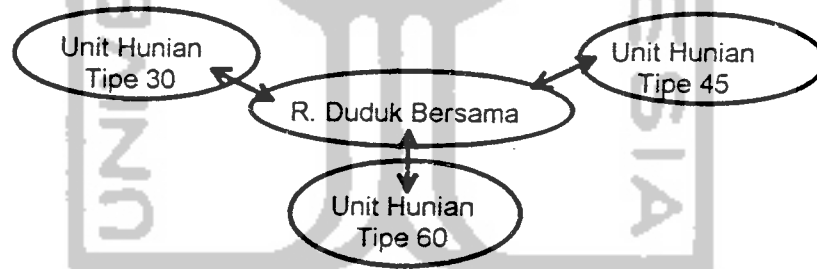 Unit Hunian
Tipe 30
Unit Hunian
Tipe 45
R. Duduk Bersama
Unit Hunian
Tipe 60